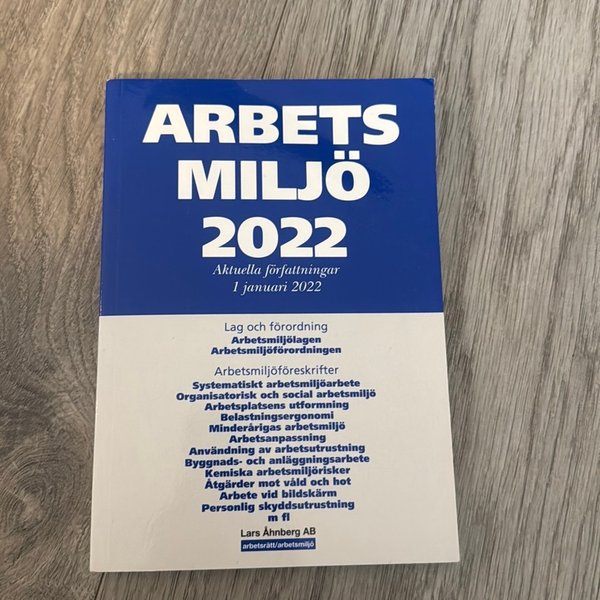 ARBETS
MILJÖ
2022
Aktuella författningar
1 januari 2022
Lag och förordning
Arbetsmiljölagen
Arbetsmiljöförordningen
Arbetsmiljöföreskrifter
Systematiskt arbetsmiljöarbete
Organisatorisk och social arbetsmiljö
Arbetsplatsens utformning
Belastningsergonomi
Minderårigas arbetsmiljö
Arbetsanpassning
Användning av arbetsutrustning
Byggnads- och anläggningsarbete
Kemiska arbetsmiljörisker
Åtgärder mot våld och hot
Arbete vid bildskärm
Personlig skyddsutrustning
m fl
Lars Åhnberg AB
arbetsrätt/arbetsmiljö